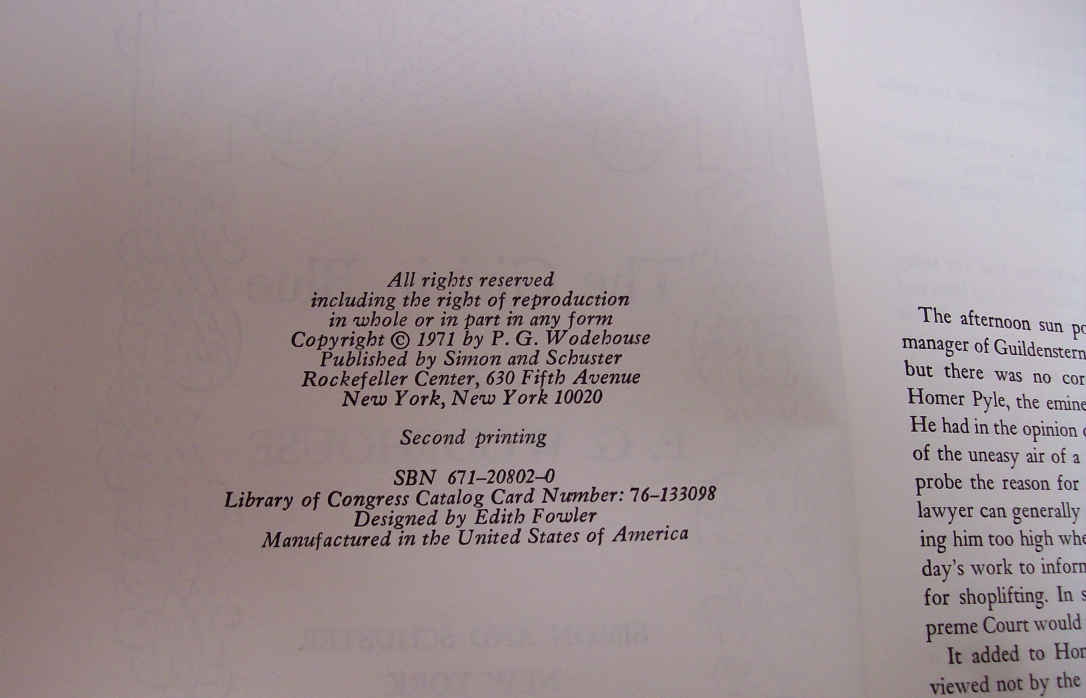 All rights reserved
including the right of reproduction
in whole or in part in any form
Copyright © 1971 by P. G. Wodehouse
Published by Simon and Schuster
Rockefeller Center, 630 Fifth Avenue
New York, New York 10020
Second printing
SBN 671–20802–0
Library of Congress Catalog Card Number: 76–133098
Designed by Edith Fowler
Manufactured in the United States of America
The afternoon sun
manager of Guildenstern
but there was no
Homer Pyle, the
He had in the opinion
of the uneasy air of a
probe the reason for
lawyer can generally
ing him too high
day's work to
for shoplifting. In
preme Court would
It added to
viewed not by the